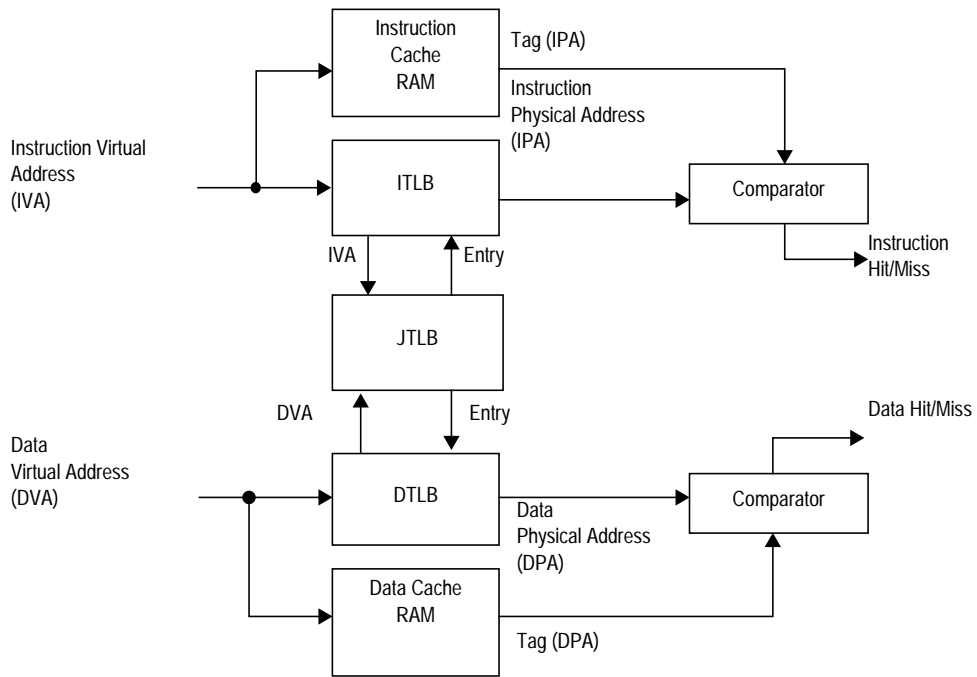 Instruction
Cache
RAM
Tag (IPA)
Instruction
Physical Address
(IPA)
Instruction Virtual
Address
(IVA)
ITLB
Comparator
IVA
Entry
Instruction
Hit/Miss
JTLB
DVA
Entry
Data Hit/Miss
Data
Virtual Address
(DVA)
DTLB
Comparator
Data
Physical Address
(DPA)
Data Cache
RAM
Tag (DPA)